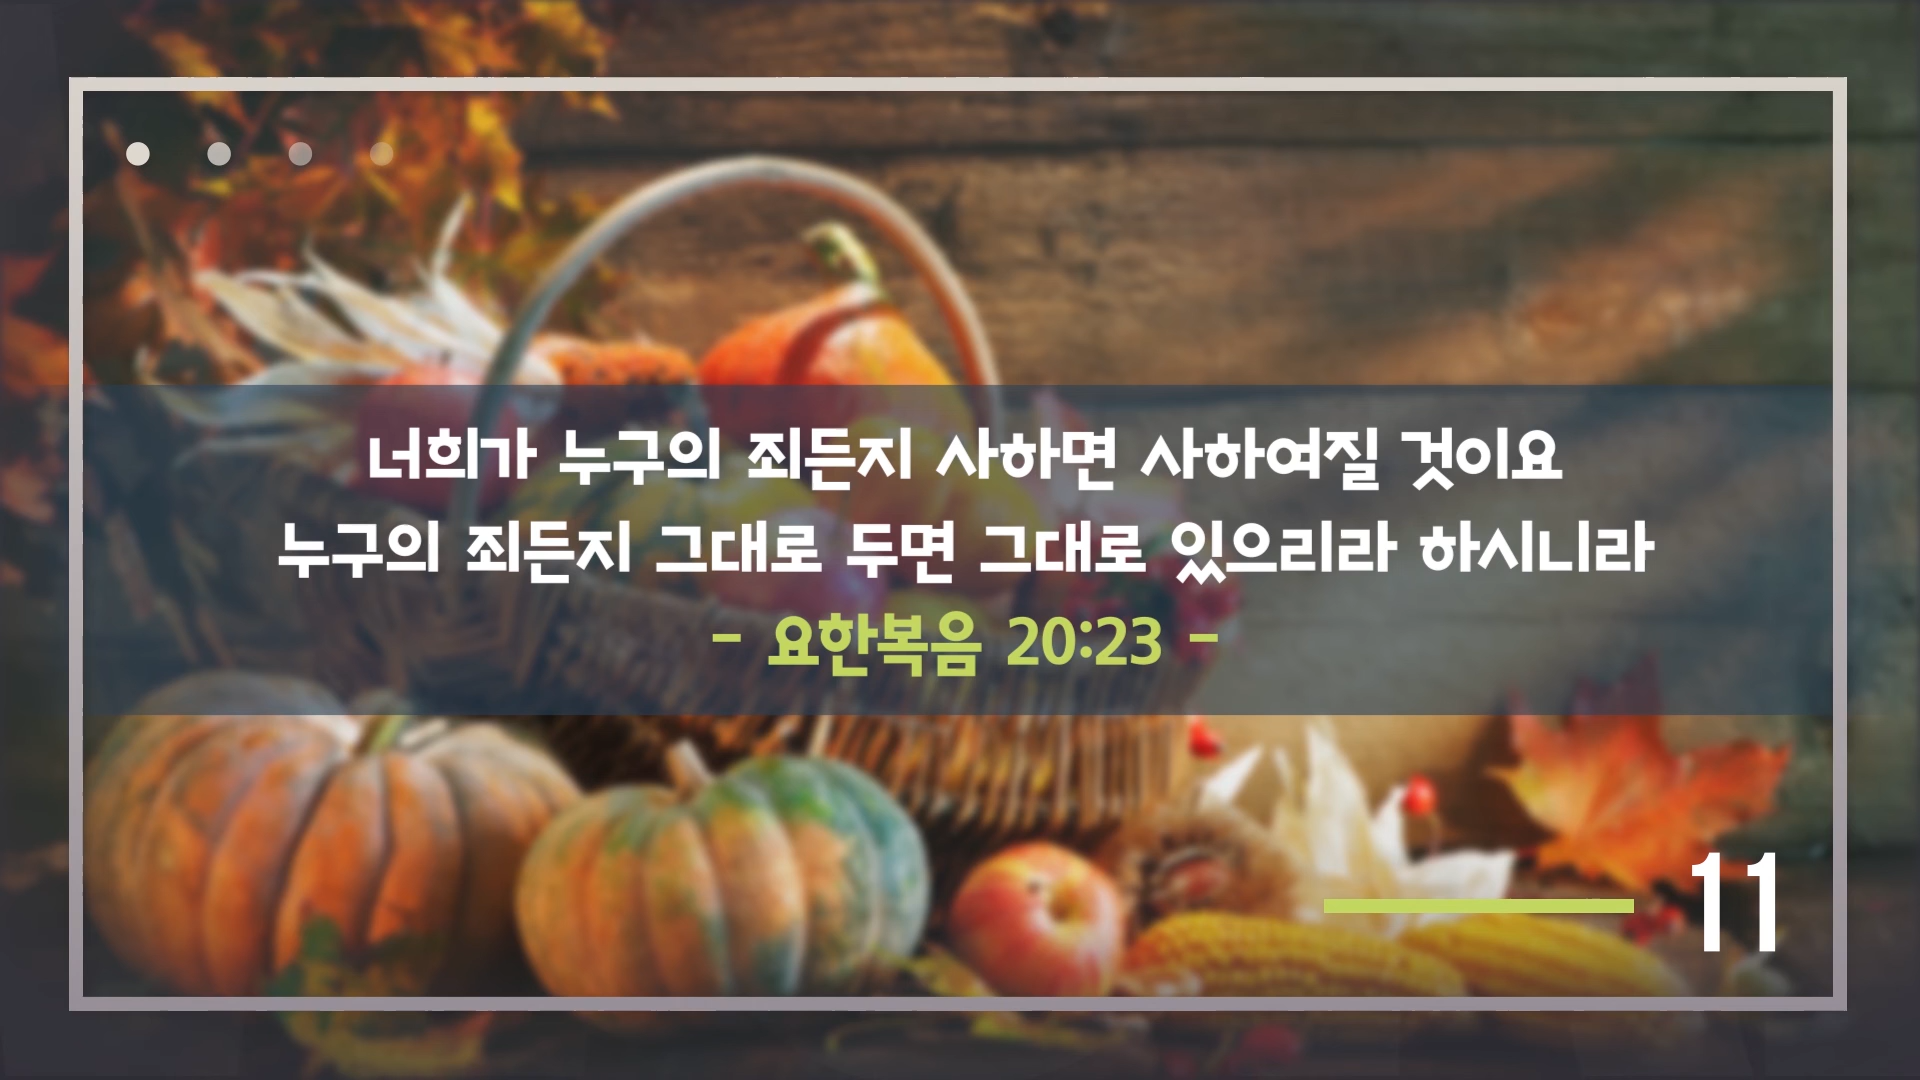 너희가 누구의 죄든지 사하면 사하여질 것이요
누구의 죄든지 그대로 두면 그대로 있으리라 하시니라
- 요한복음 20:23 -
11